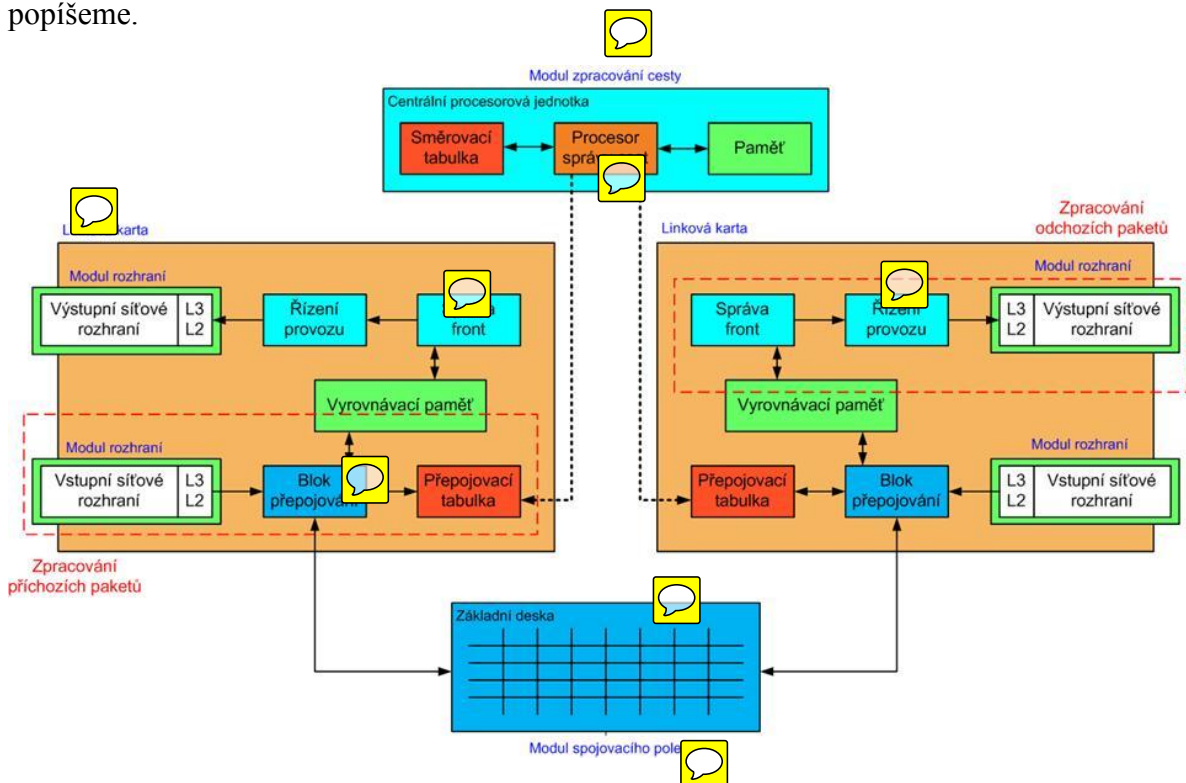 popíšeme.
Modul zpracování cesty
Centrální procesorová jednotka
Směrovací
tabulka
Procesor
Paměť
Zpracování
odchozích paketů
karta
Linková karta
Modul rozhraní
Výstupní síťové
rozhraní
L3
L2
Řízení
provozu
front
Vyrovnávací paměť
Modul rozhraní
Vstupní síťové
rozhraní
L3
L2
Blok
přepojování
Přepojovací
tabulka
Zpracování
příchozích paketů
Modul rozhraní
Správa
front
Řízení
provozu
L3
L2
Výstupní síťové
rozhraní
Vyrovnávací paměť
Modul rozhraní
Přepojovací
tabulka
Blok
přepojování
L3
L2
Vstupní síťové
rozhraní
Základní deska
Modul spojovacího pole